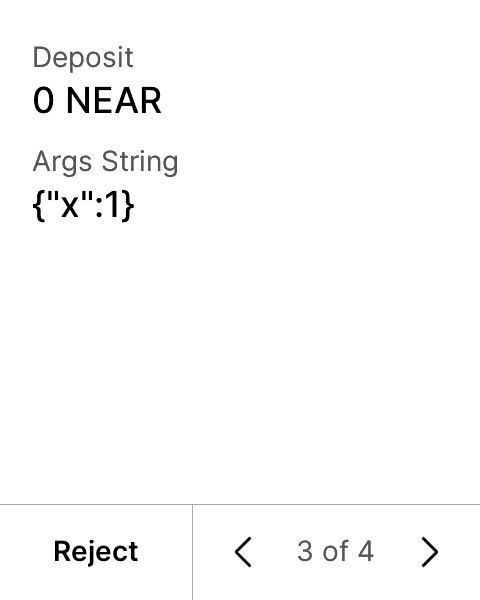 Deposit
0 NEAR
Args String
{"x":1}
Reject
3 of 4